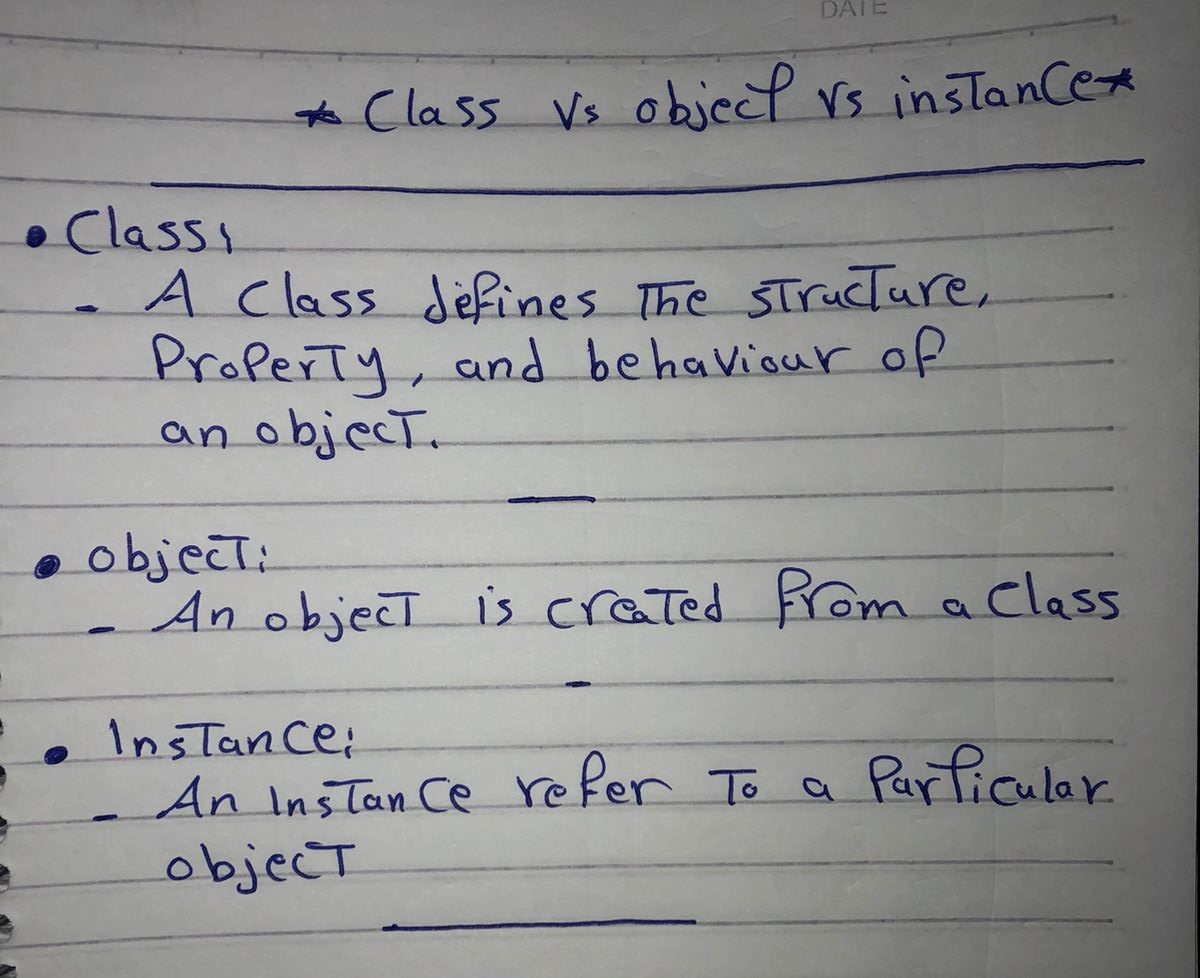 DATE
* Class Vs object Vs instance *
• Class:
- A Class defines The structure,
Property, and behaviour of
an object.
• object:
- An object is created from a Class
• Instance:
- An Instance refer To a Particular
object